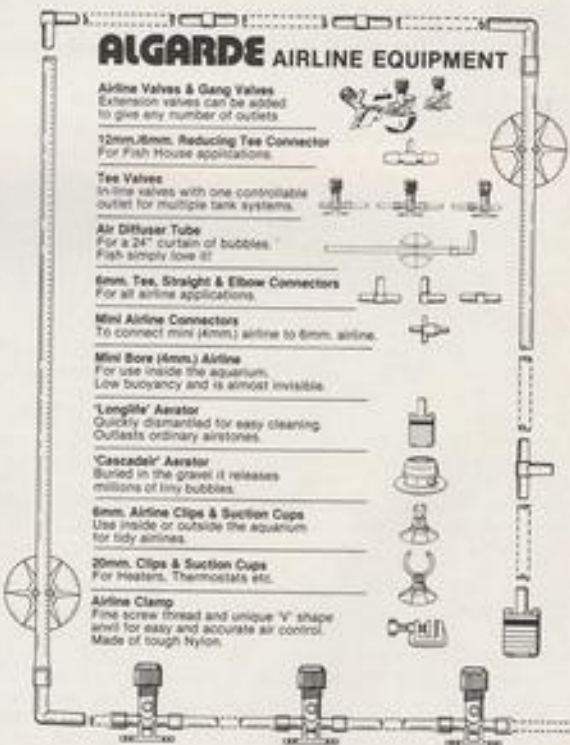 ALGARDE AIRLINE EQUIPMENT
Airline Valves & Gang Valves
Extension valves can be added
to give any number of outlets
12mm./6mm. Reducing Tee Connector
For Fish House applications.
Tee Valves
In-line valves with one controllable
outlet for multiple tank systems.
Air Diffuser Tube
For a 24" curtain of bubbles.
Fish simply love it!
6mm. Tee, Straight & Elbow Connectors
For all airline applications.
Mini Airline Connectors
To connect mini (4mm.) airline to 6mm. airline.
Mini Bore (4mm.) Airline
For use inside the aquarium.
Low buoyancy and is almost invisible.
'Longlife' Aerator
Quickly dismantled for easy cleaning.
Outlasts ordinary airstones.
'Cascadair' Aerator
Buried in the gravel it releases
millions of tiny bubbles.
6mm. Airline Clips & Suction Cups
Use inside or outside the aquarium
for tidy airlines.
20mm. Clips & Suction Cups
For Heaters, Thermostats etc.
Airline Clamp
Fine screw thread and unique 'V' shape
anvil for easy and accurate air control.
Made of tough Nylon.